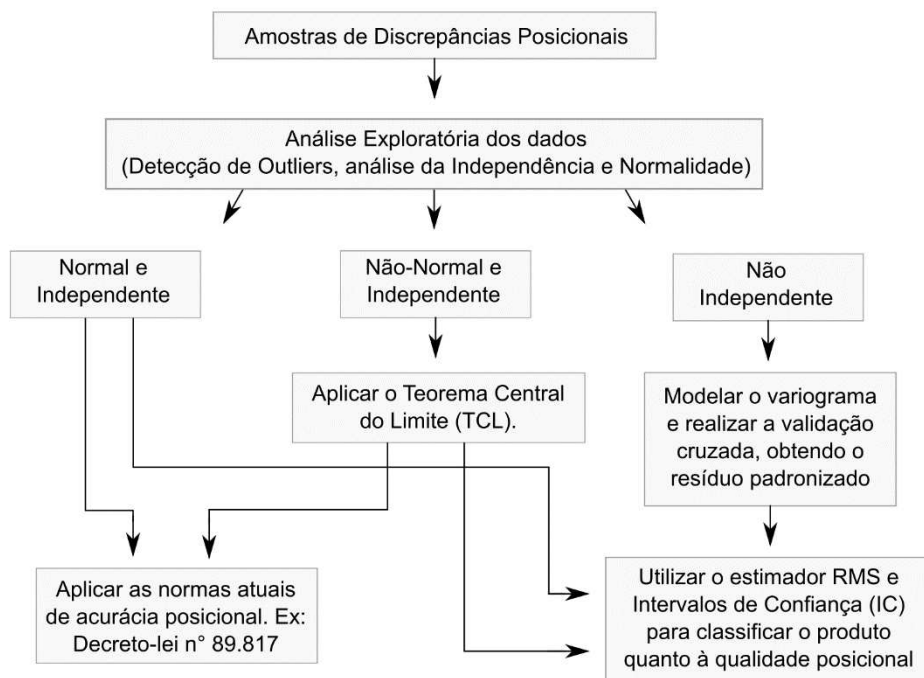 Amostras de Discrepâncias Posicionais
Análise Exploratória dos dados
(Detecção de Outliers, análise da Independência e Normalidade)
Normal e
Independente
Não-Normal e
Independente
Não
Independente
Aplicar o Teorema Central
do Limite (TCL).
Modelar o variograma
e realizar a validação
cruzada, obtendo o
resíduo padronizado
Aplicar as normas atuais
de acurácia posicional. Ex:
Decreto-lei n° 89.817
Utilizar o estimador RMS e
Intervalos de Confiança (IC)
para classificar o produto
quanto à qualidade posicional